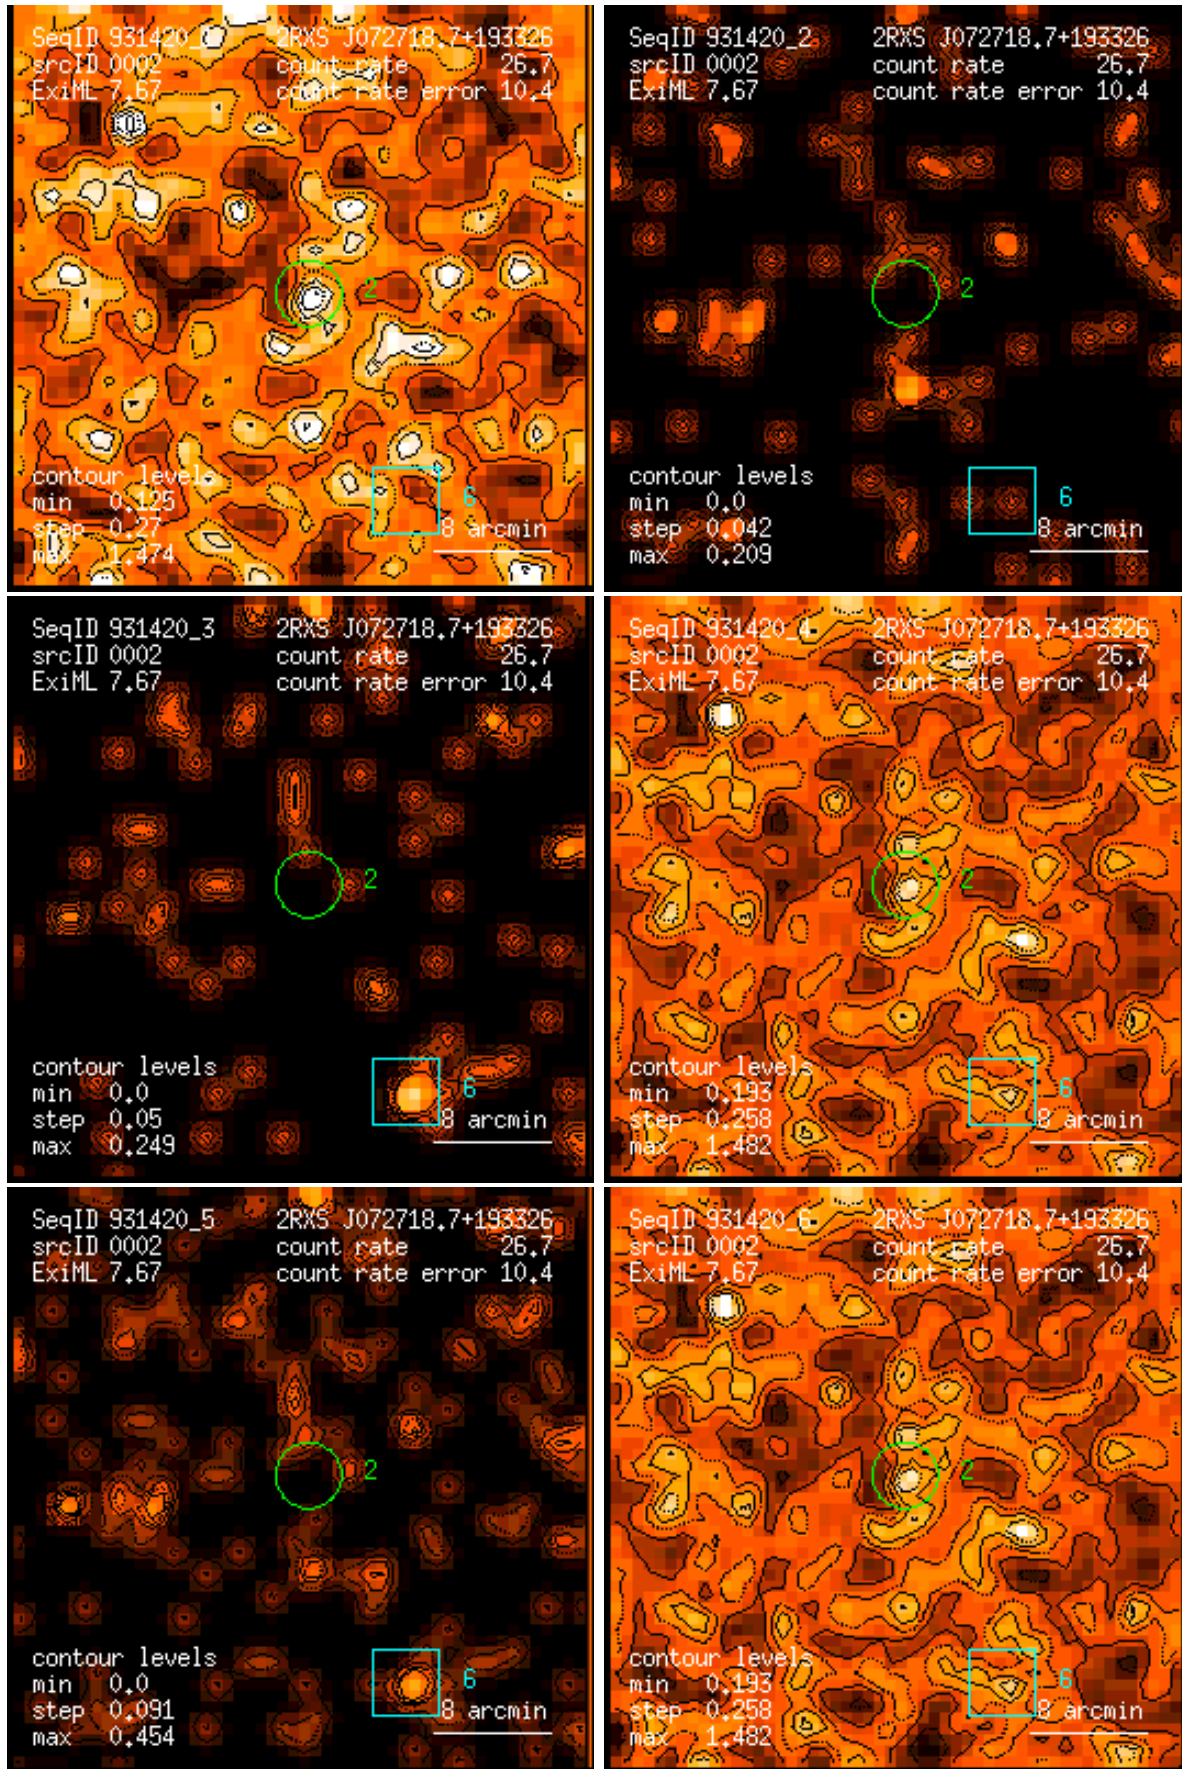 SeqID 931420_ 2RXS J072718.7+193326
srcID 0002 count rate 26.7
ExiML 7.67 count rate error 10.4
2
contour levels
min 0.125
step 0.27
max 1.474
6
8 arcmin
SeqID 931420_2 2RXS J072718.7+193326
srcID 0002 count rate 26.7
ExiML 7.67 count rate error 10.4
2
contour levels
min 0.0
step 0.042
max 0.209
6
8 arcmin
SeqID 931420_3 2RXS J072718.7+193326
srcID 0002 count rate 26.7
ExiML 7.67 count rate error 10.4
2
contour levels
min 0.0
step 0.05
max 0.249
6
8 arcmin
SeqID 931420_4 2RXS J072718.7+193326
srcID 0002 count rate 26.7
ExiML 7.67 count rate error 10.4
2
contour levels
min 0.193
step 0.258
max 1.482
6
8 arcmin
SeqID 931420_5 2RXS J072718.7+193326
srcID 0002 count rate 26.7
ExiML 7.67 count rate error 10.4
2
contour levels
min 0.0
step 0.091
max 0.454
6
8 arcmin
SeqID 931420_6 2RXS J072718.7+193326
srcID 0002 count rate 26.7
ExiML 7.67 count rate error 10.4
2
contour levels
min 0.193
step 0.258
max 1.482
6
8 arcmin